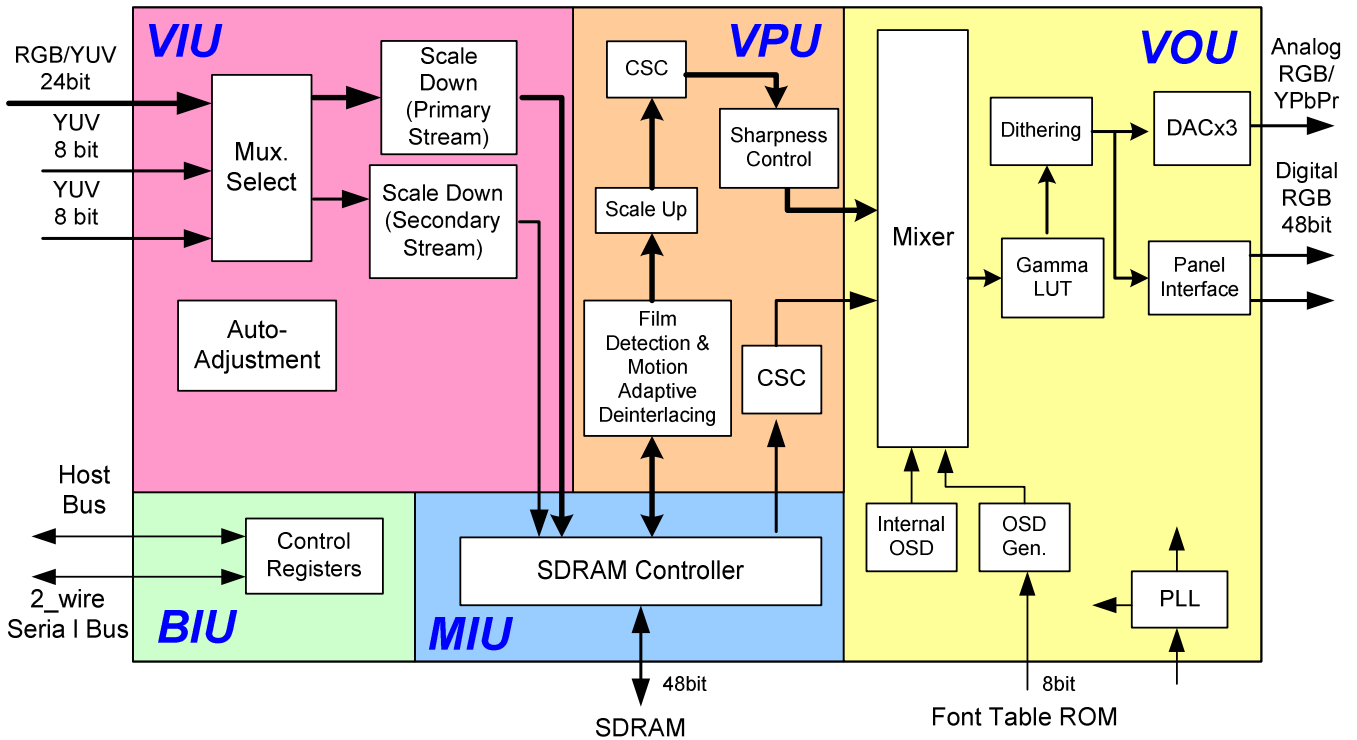 VIU
VPU
VOU
RGB/YUV
24bit
YUV
8 bit
YUV
8 bit
Mux.
Select
Scale
Down
(Primary
Stream)
Scale Down
(Secondary
Stream)
Auto-
Adjustment
CSC
Sharpness
Control
Scale Up
Film
Detection &
Motion
Adaptive
Deinterlacing
CSC
Mixer
Dithering
DACx3
Gamma
LUT
Panel
Interface
Analog
RGB/
YPbPr
Digital
RGB
48bit
Internal
OSD
OSD
Gen.
PLL
Host
Bus
2_wire
Seria l Bus
Control
Registers
BIU
SDRAM Controller
MIU
48bit
SDRAM
8bit
Font Table ROM